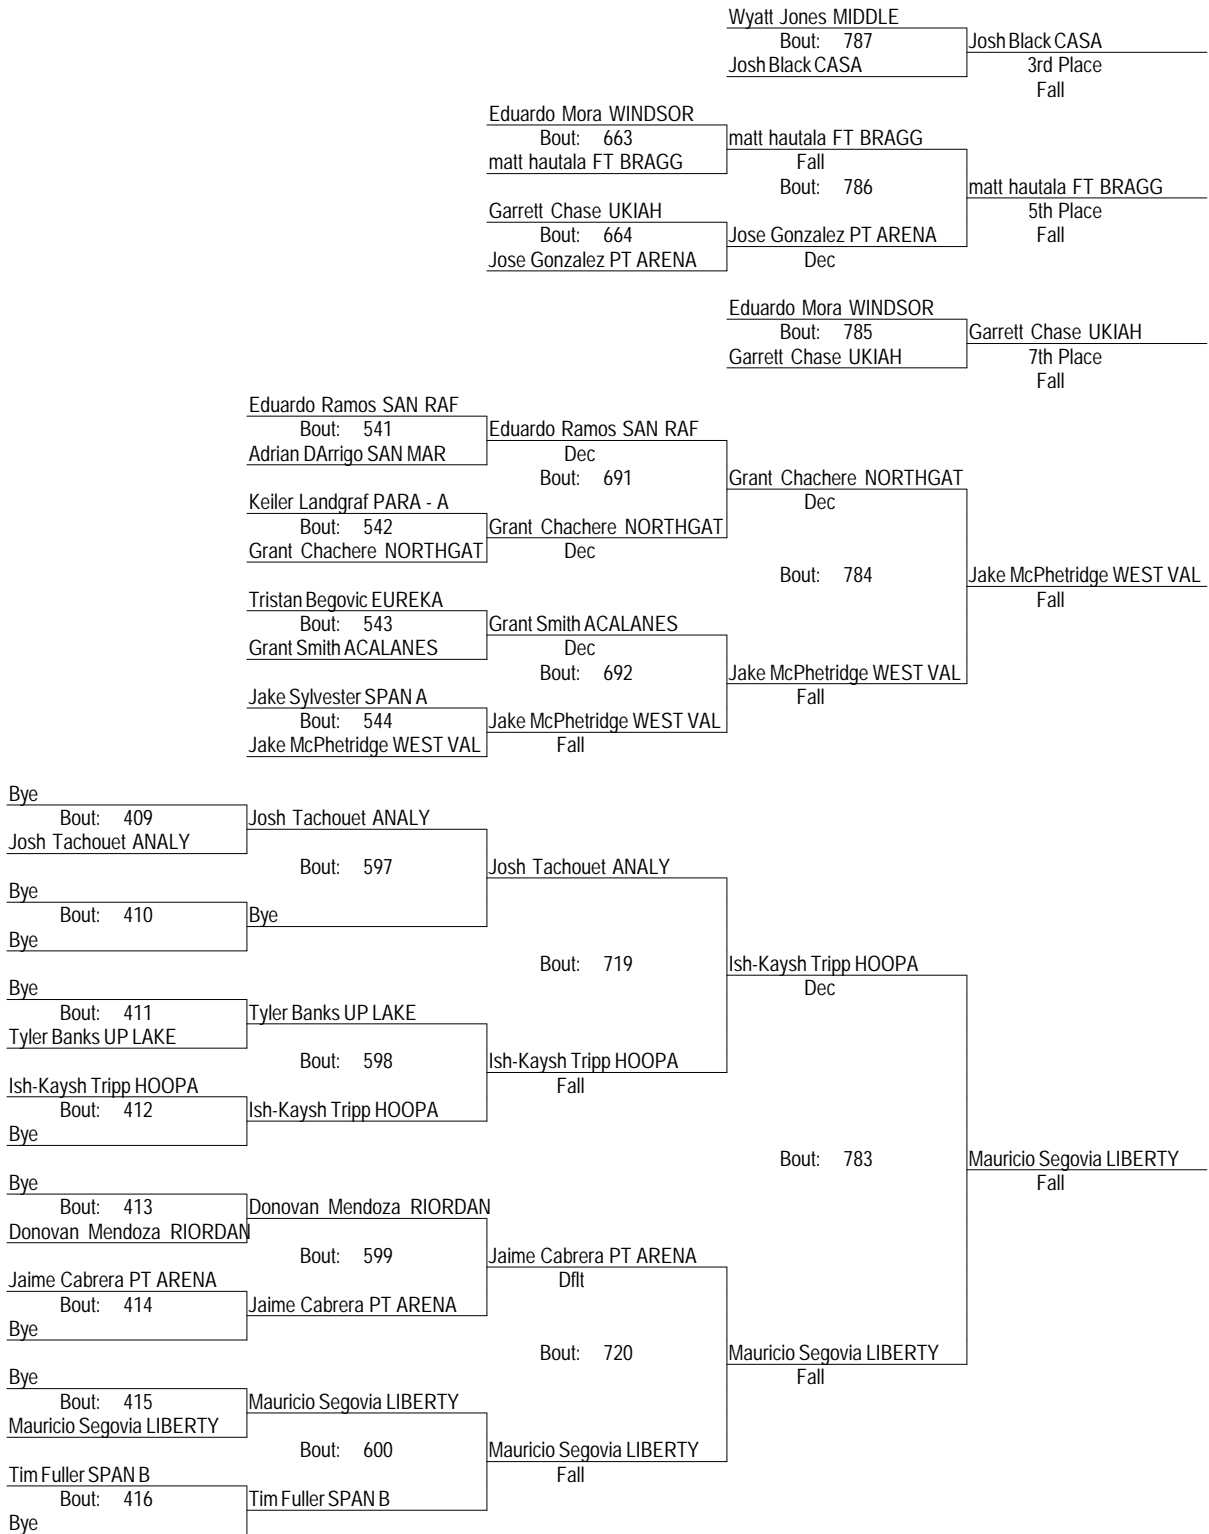 Wyatt Jones MIDDLE
Bout: 787
Josh Black CASA
Josh Black CASA
3rd Place
Fall
Eduardo Mora WINDSOR
Bout: 663
matt hautala FT BRAGG
matt hautala FT BRAGG
Fall
Bout: 786
matt hautala FT BRAGG
5th Place
Fall
Garrett Chase UKIAH
Bout: 664
Jose Gonzalez PT ARENA
Jose Gonzalez PT ARENA
Dec
Eduardo Mora WINDSOR
Bout: 785
Garrett Chase UKIAH
Garrett Chase UKIAH
7th Place
Fall
Eduardo Ramos SAN RAF
Bout: 541
Adrian DArrigo SAN MAR
Eduardo Ramos SAN RAF
Dec
Bout: 691
Grant Chachere NORTHGAT
Dec
Keiler Landgraf PARA - A
Bout: 542
Grant Chachere NORTHGAT
Grant Chachere NORTHGAT
Dec
Bout: 784
Jake McPhetridge WEST VAL
Fall
Tristan Begovic EUREKA
Bout: 543
Grant Smith ACALANES
Grant Smith ACALANES
Dec
Bout: 692
Jake McPhetridge WEST VAL
Fall
Jake Sylvester SPAN A
Bout: 544
Jake McPhetridge WEST VAL
Jake McPhetridge WEST VAL
Fall
Bye
Bout: 409
Josh Tachouet ANALY
Josh Tachouet ANALY
Bout: 597
Josh Tachouet ANALY
Bye
Bout: 410
Bye
Bye
Bout: 719
Ish-Kaysh Tripp HOOPA
Dec
Bye
Bout: 411
Tyler Banks UP LAKE
Tyler Banks UP LAKE
Bout: 598
Ish-Kaysh Tripp HOOPA
Fall
Ish-Kaysh Tripp HOOPA
Bout: 412
Bye
Ish-Kaysh Tripp HOOPA
Bout: 783
Mauricio Segovia LIBERTY
Fall
Bye
Bout: 413
Donovan Mendoza RIORDAN
Donovan Mendoza RIORDAN
Bout: 599
Jaime Cabrera PT ARENA
Dflt
Jaime Cabrera PT ARENA
Bout: 414
Bye
Jaime Cabrera PT ARENA
Bout: 720
Mauricio Segovia LIBERTY
Fall
Bye
Bout: 415
Mauricio Segovia LIBERTY
Mauricio Segovia LIBERTY
Bout: 600
Mauricio Segovia LIBERTY
Fall
Tim Fuller SPAN B
Bout: 416
Bye
Tim Fuller SPAN B